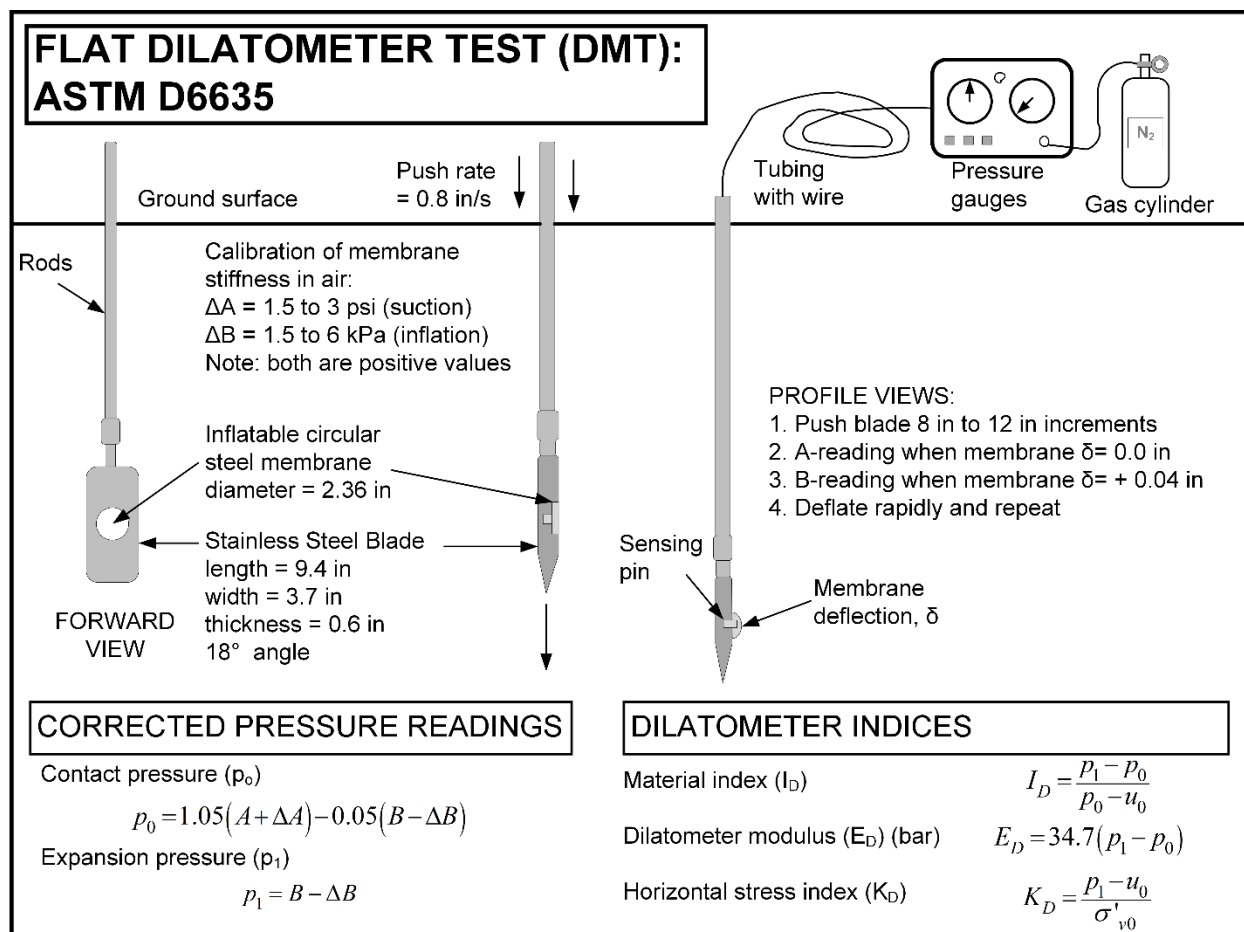 FLAT DILATOMETER TEST (DMT):
ASTM D6635
N₂
Push rate
= 0.8 in/s
Tubing
with wire
Pressure
gauges
Gas cylinder
Ground surface
Rods
Calibration of membrane
stiffness in air:
ΔA = 1.5 to 3 psi (suction)
ΔB = 1.5 to 6 kPa (inflation)
Note: both are positive values
Inflatable circular
steel membrane
diameter = 2.36 in
Stainless Steel Blade
length = 9.4 in
width = 3.7 in
thickness = 0.6 in
18° angle
FORWARD
VIEW
PROFILE VIEWS:
1. Push blade 8 in to 12 in increments
2. A-reading when membrane δ= 0.0 in
3. B-reading when membrane δ= + 0.04 in
4. Deflate rapidly and repeat
Sensing
pin
Membrane
deflection, δ
CORRECTED PRESSURE READINGS
Contact pressure (pₒ)
p₀ = 1.05(A+ΔA)−0.05(B−ΔB)
Expansion pressure (p₁)
p₁ = B−ΔB
DILATOMETER INDICES
Material index (I_D) I_D = (p₁−p₀)/(p₀−u₀)
Dilatometer modulus (E_D) (bar) E_D = 34.7(p₁−p₀)
Horizontal stress index (K_D) K_D = (p₁−u₀)/σ'ᵥ₀